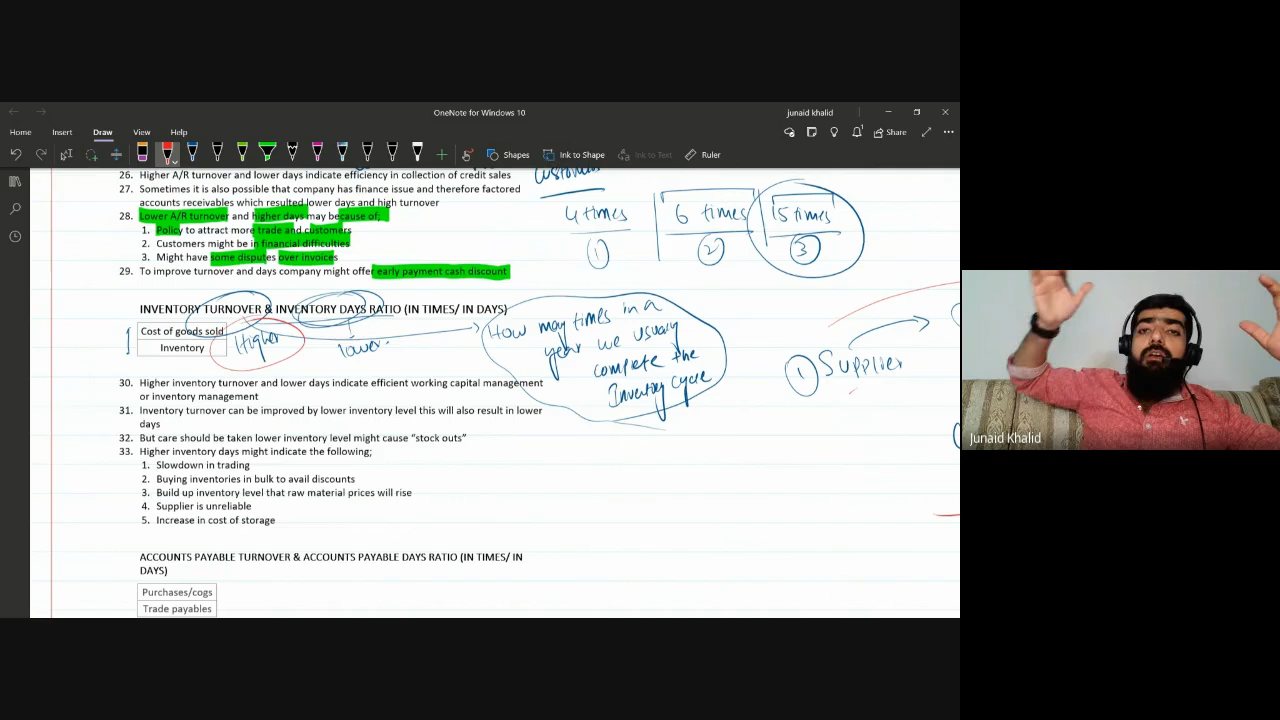 OneNote for Windows 10
junaid khalid
Home Insert Draw View Help
Share
Shapes Ink to Shape Ink to Text Ruler
26. Higher A/R turnover and lower days indicate efficiency in collection of credit sales
27. Sometimes it is also possible that company has finance issue and therefore factored
accounts receivables which resulted lower days and high turnover
28. Lower A/R turnover and higher days may because of;
1. Policy to attract more trade and customers
2. Customers might be in financial difficulties
3. Might have some disputes over invoices
29. To improve turnover and days company might offer early payment cash discount
customers
4 times 6 times 15 times
1 2 3
INVENTORY TURNOVER & INVENTORY DAYS RATIO (IN TIMES/ IN DAYS)
Cost of goods sold
Inventory
Higher
lower.
How may times in a
year we usualy
complete the
Inventory cycle
1 Supplier
30. Higher inventory turnover and lower days indicate efficient working capital management
or inventory management
31. Inventory turnover can be improved by lower inventory level this will also result in lower
days
32. But care should be taken lower inventory level might cause “stock outs”
33. Higher inventory days might indicate the following;
1. Slowdown in trading
2. Buying inventories in bulk to avail discounts
3. Build up inventory level that raw material prices will rise
4. Supplier is unreliable
5. Increase in cost of storage
ACCOUNTS PAYABLE TURNOVER & ACCOUNTS PAYABLE DAYS RATIO (IN TIMES/ IN
DAYS)
Purchases/cogs
Trade payables
Junaid Khalid